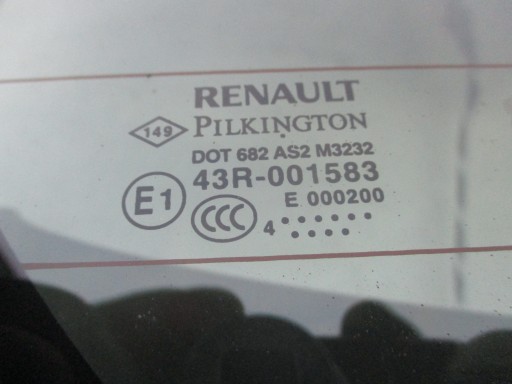 RENAULT
149 PILKINGTON
DOT 682 AS2 M3232
E1 43R-001583
CCC E 000200
4 ......
.....